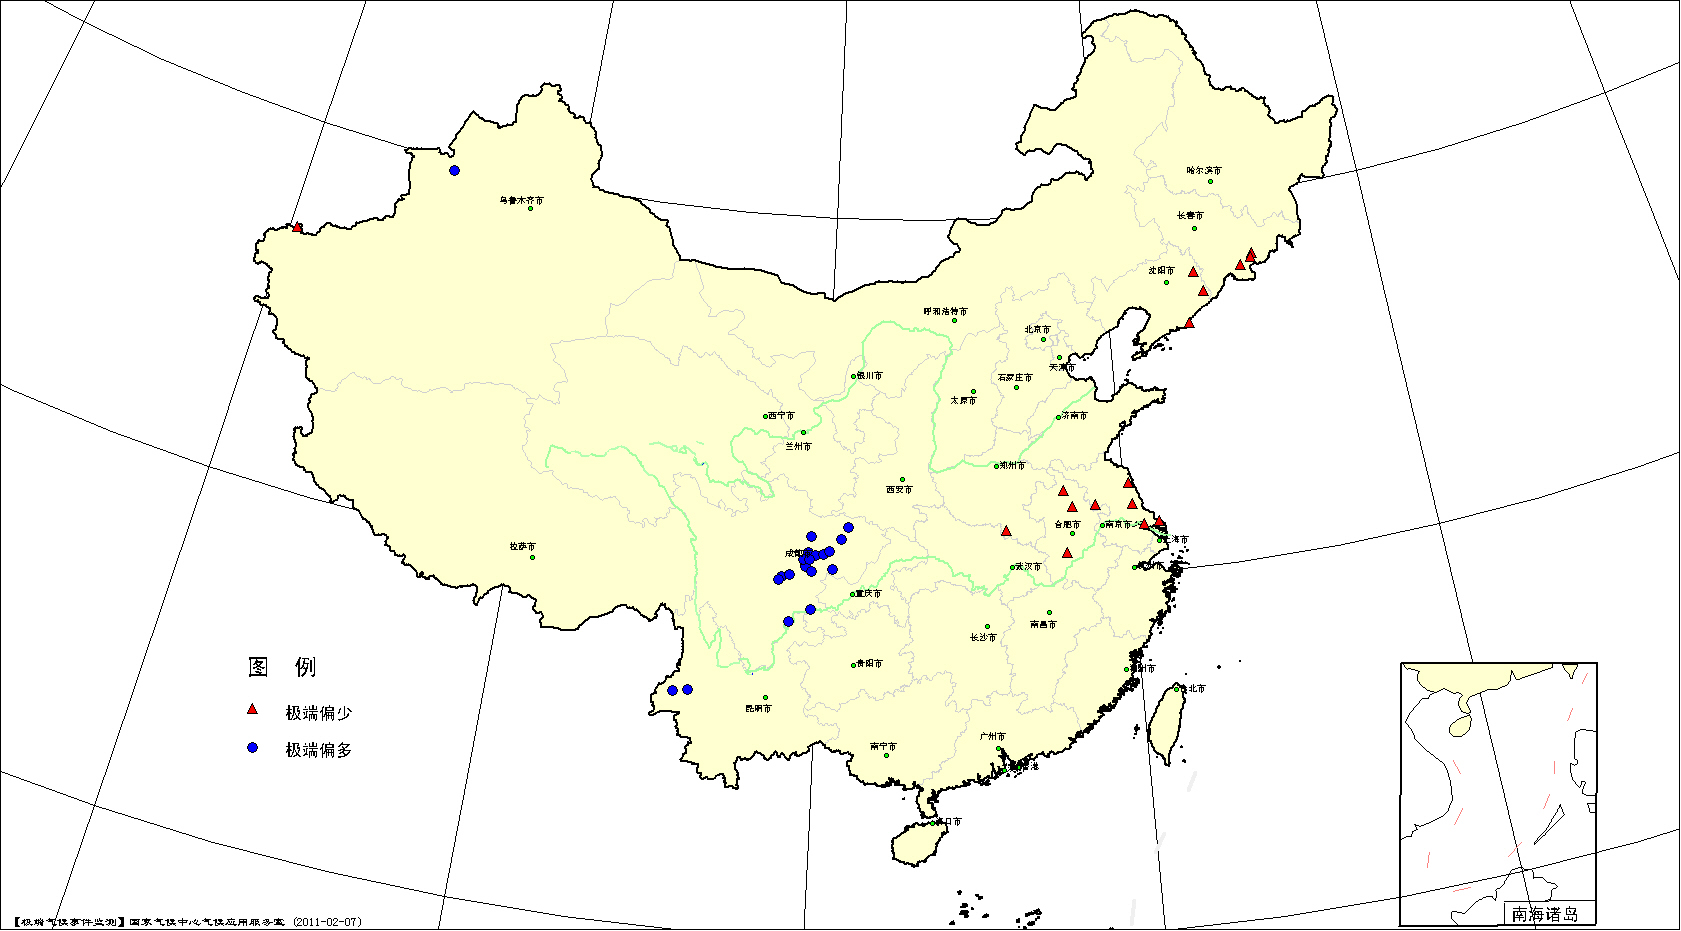 哈尔滨市
乌鲁木齐市
长春市
沈阳市
呼和浩特市
北京市
天津市
石家庄市
银川市
太原市
西宁市
济南市
兰州市
郑州市
西安市
合肥市
南京市
上海市
拉萨市
成都
武汉市
重庆市
南昌市
长沙市
贵阳市
州市
北市
昆明市
广州市
南宁市
口市
图 例
极端偏少
极端偏多
南海诸岛
【极端气候事件监测】国家气候中心气候应用服务室 (2011-02-07)